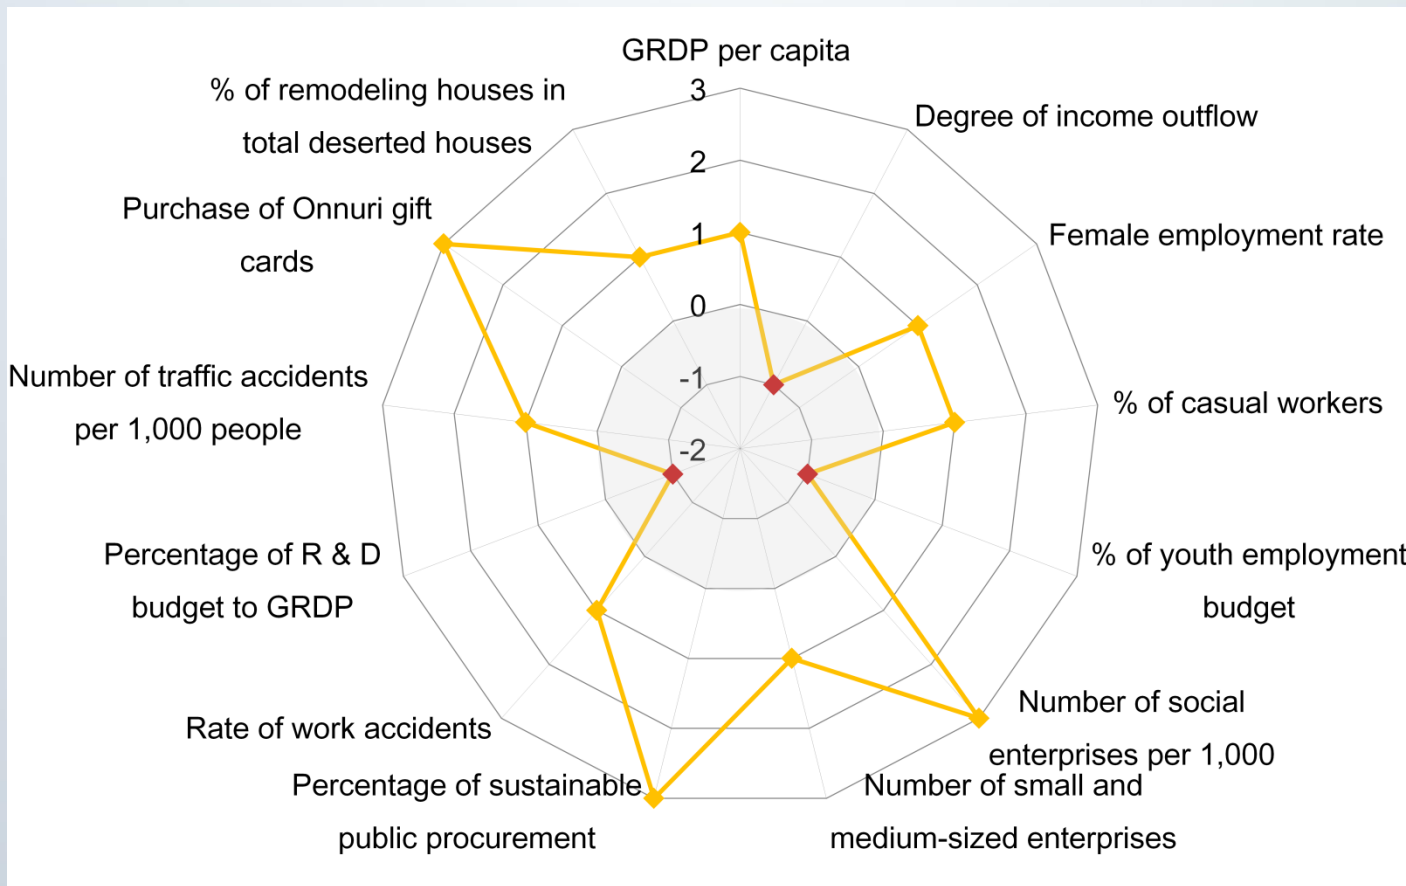 GRDP per capita
% of remodeling houses in
total deserted houses
Degree of income outflow
Purchase of Onnuri gift
cards
Female employment rate
Number of traffic accidents
per 1,000 people
% of casual workers
Percentage of R & D
budget to GRDP
% of youth employment
budget
Rate of work accidents
Number of social
enterprises per 1,000
Percentage of sustainable
public procurement
Number of small and
medium-sized enterprises
3
2
1
0
-1
-2